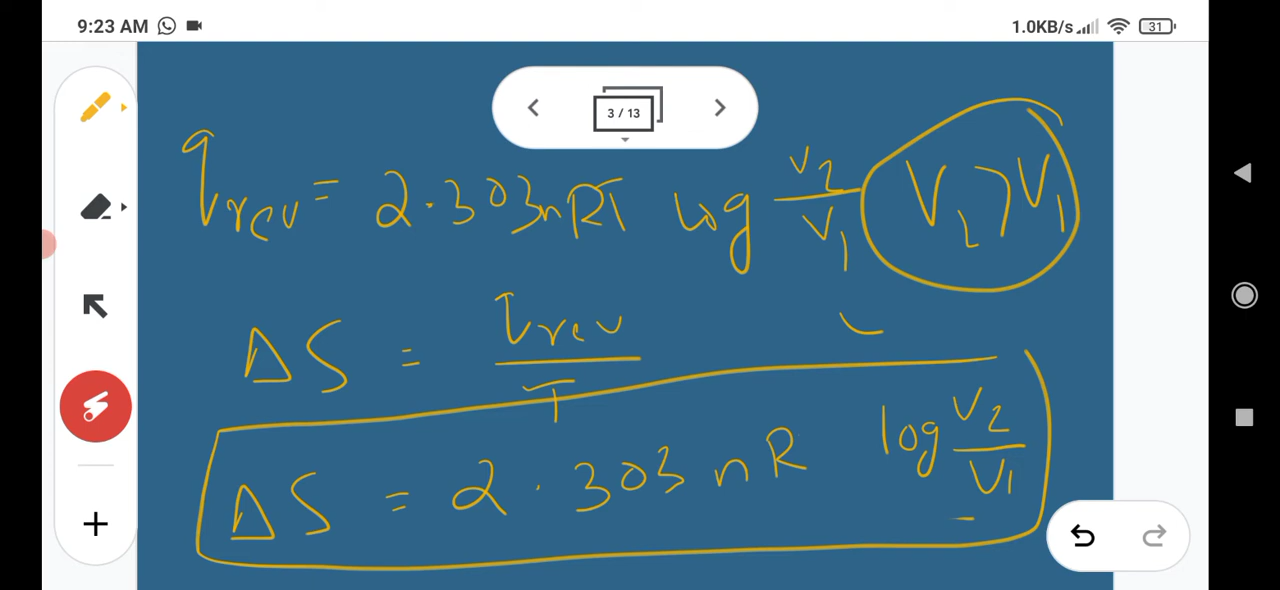 9:23 AM 1.0KB/s 31
3 / 13
qrev = 2.303nRT log V2/V1 V2>V1
ΔS = qrev/T
ΔS = 2.303 nR log V2/V1